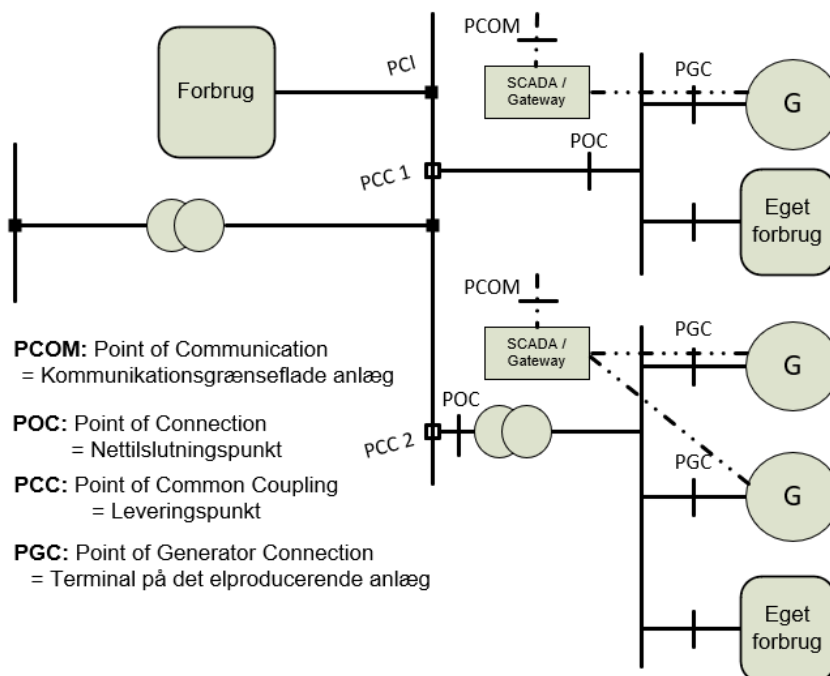 PCOM
PCI
Forbrug
SCADA /
Gateway
PGC
G
POC
PCC 1
Eget
forbrug
PCOM
SCADA /
Gateway
PGC
G
PCOM: Point of Communication
= Kommunikationsgrænseflade anlæg
POC
POC: Point of Connection
= Nettilslutningspunkt
PCC 2
PGC
G
PCC: Point of Common Coupling
= Leveringspunkt
PGC: Point of Generator Connection
= Terminal på det elproducerende anlæg
Eget
forbrug